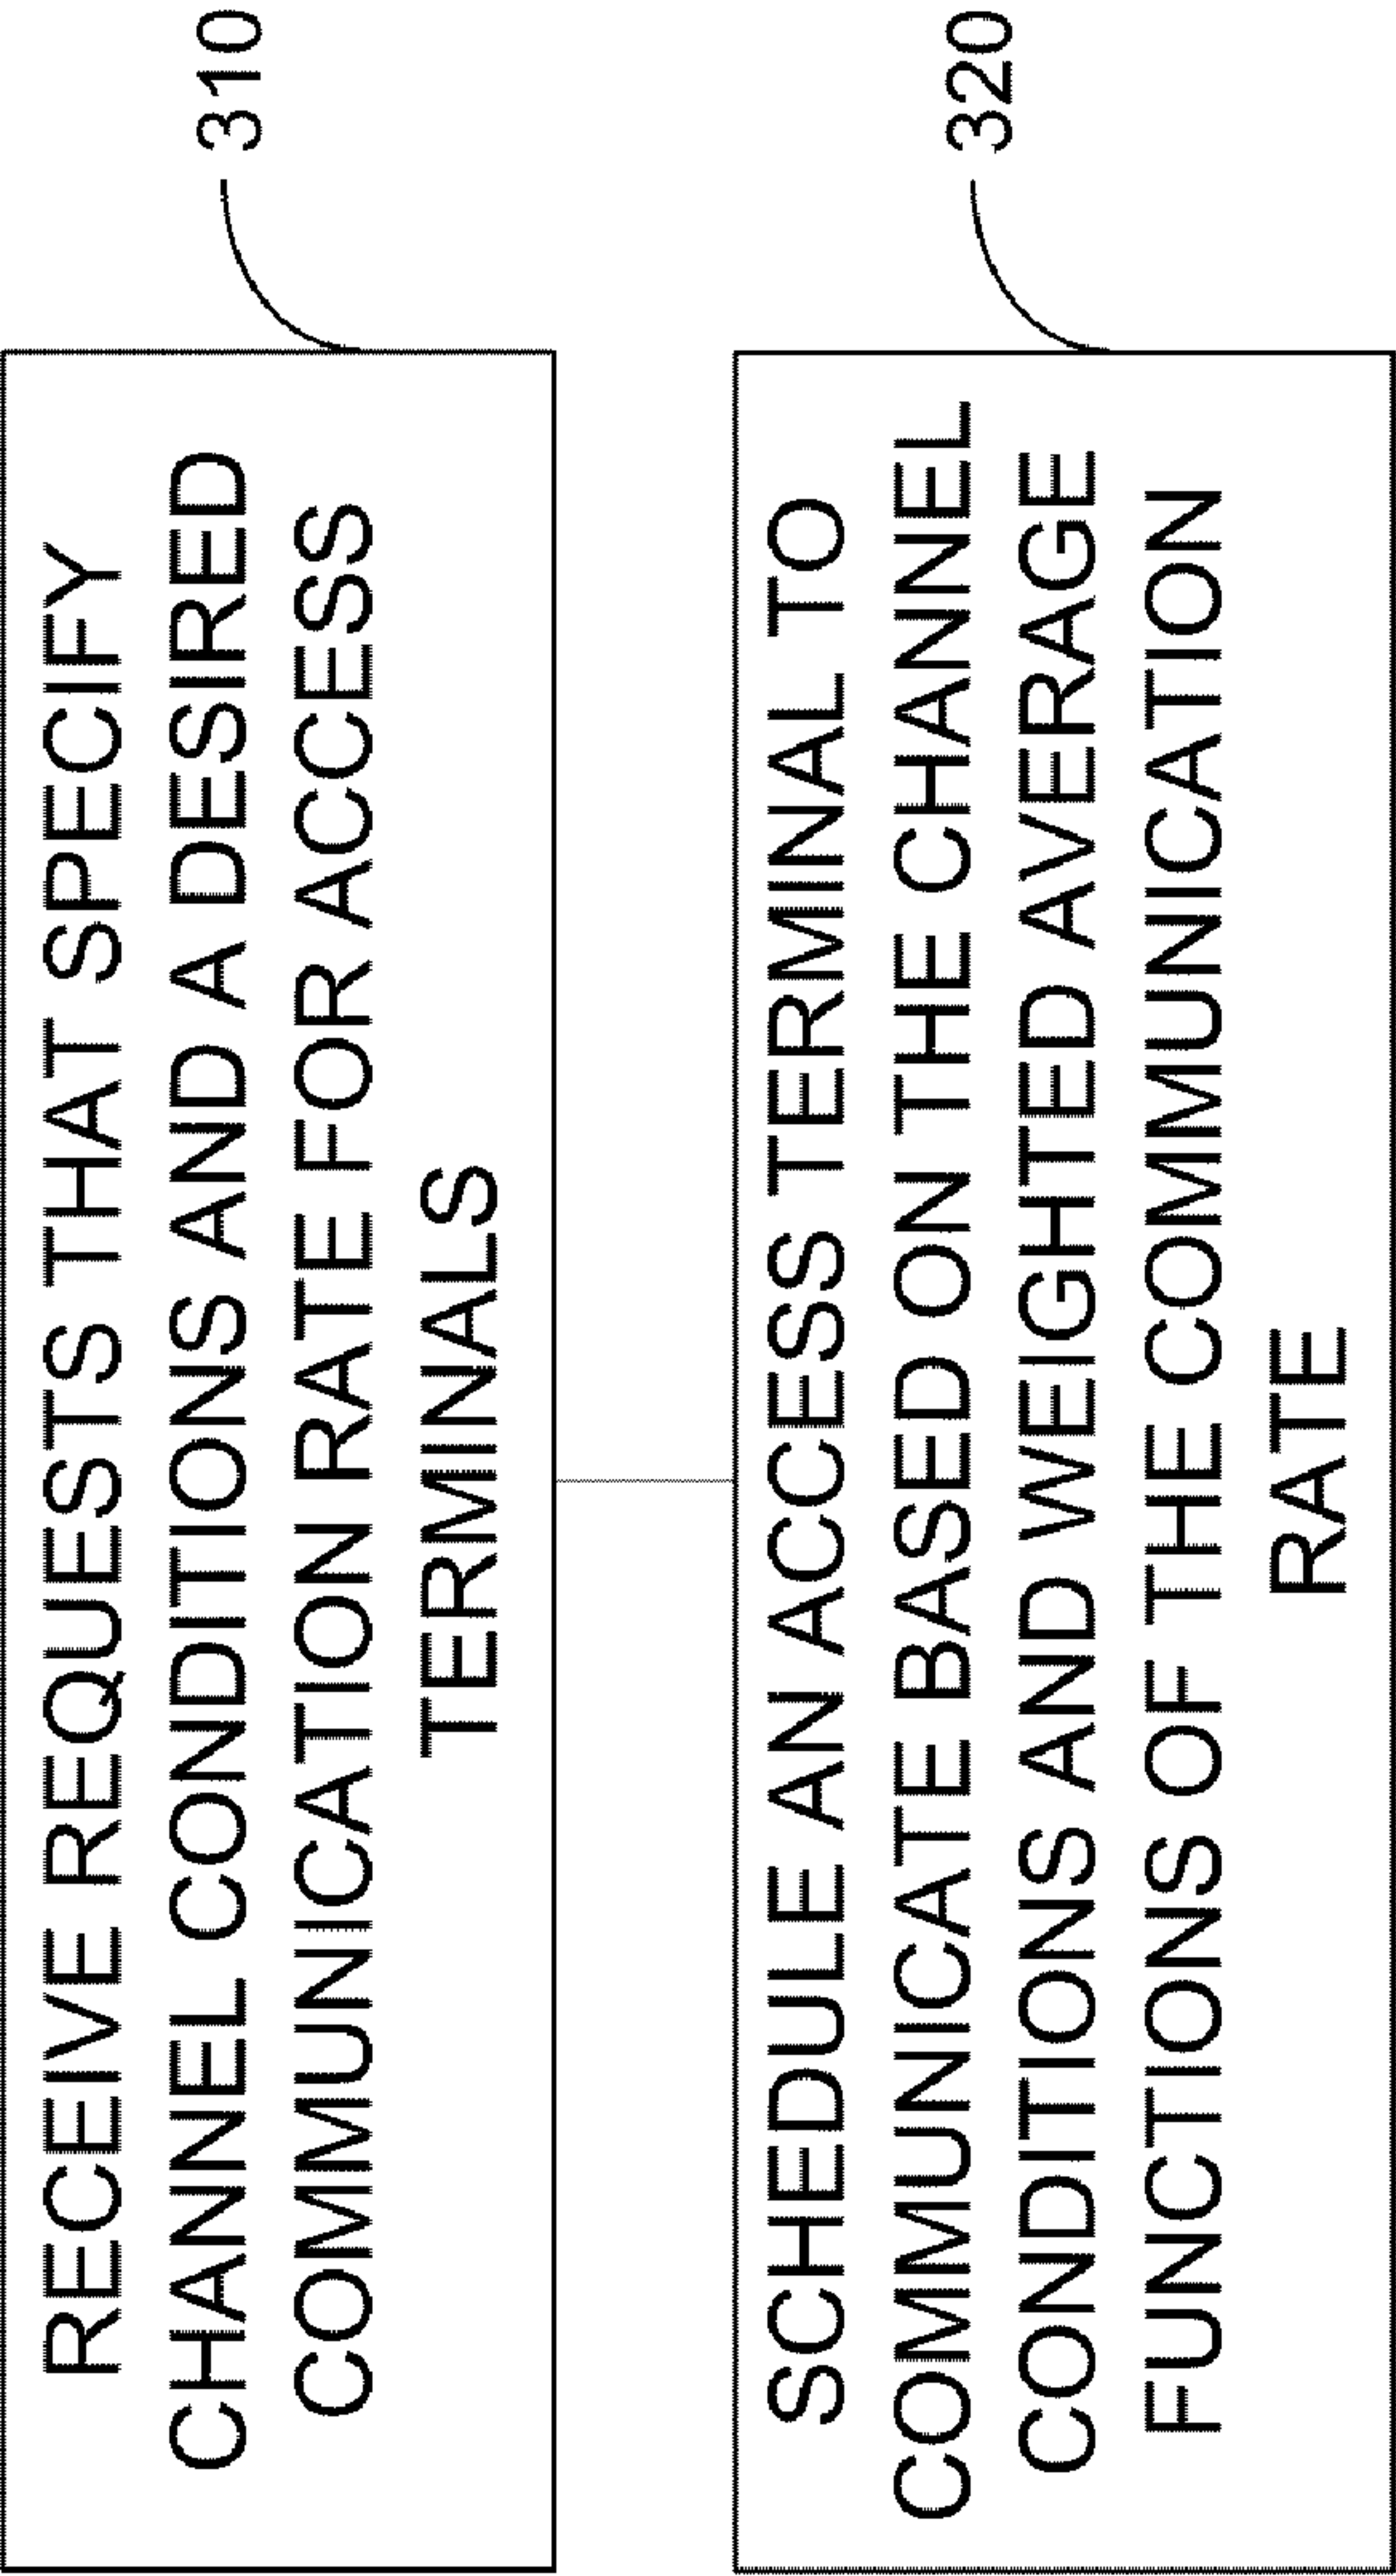 RECEIVE REQUESTS THAT SPECIFY
CHANNEL CONDITIONS AND A DESIRED
COMMUNICATION RATE FOR ACCESS
TERMINALS
310
SCHEDULE AN ACCESS TERMINAL TO
COMMUNICATE BASED ON THE CHANNEL
CONDITIONS AND WEIGHTED AVERAGE
FUNCTIONS OF THE COMMUNICATION
RATE
320